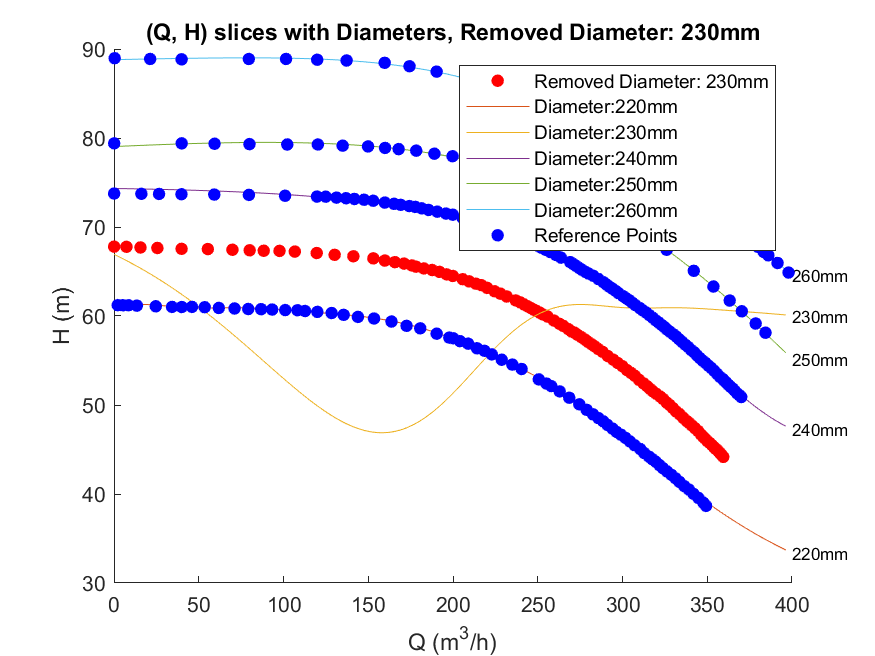 (Q, H) slices with Diameters, Removed Diameter: 230mm
90
80
70
60
50
40
30
H (m)
Removed Diameter: 230mm
Diameter:220mm
Diameter:230mm
Diameter:240mm
Diameter:250mm
Diameter:260mm
Reference Points
260mm
230mm
250mm
240mm
220mm
0 50 100 150 200 250 300 350 400
Q (m³/h)